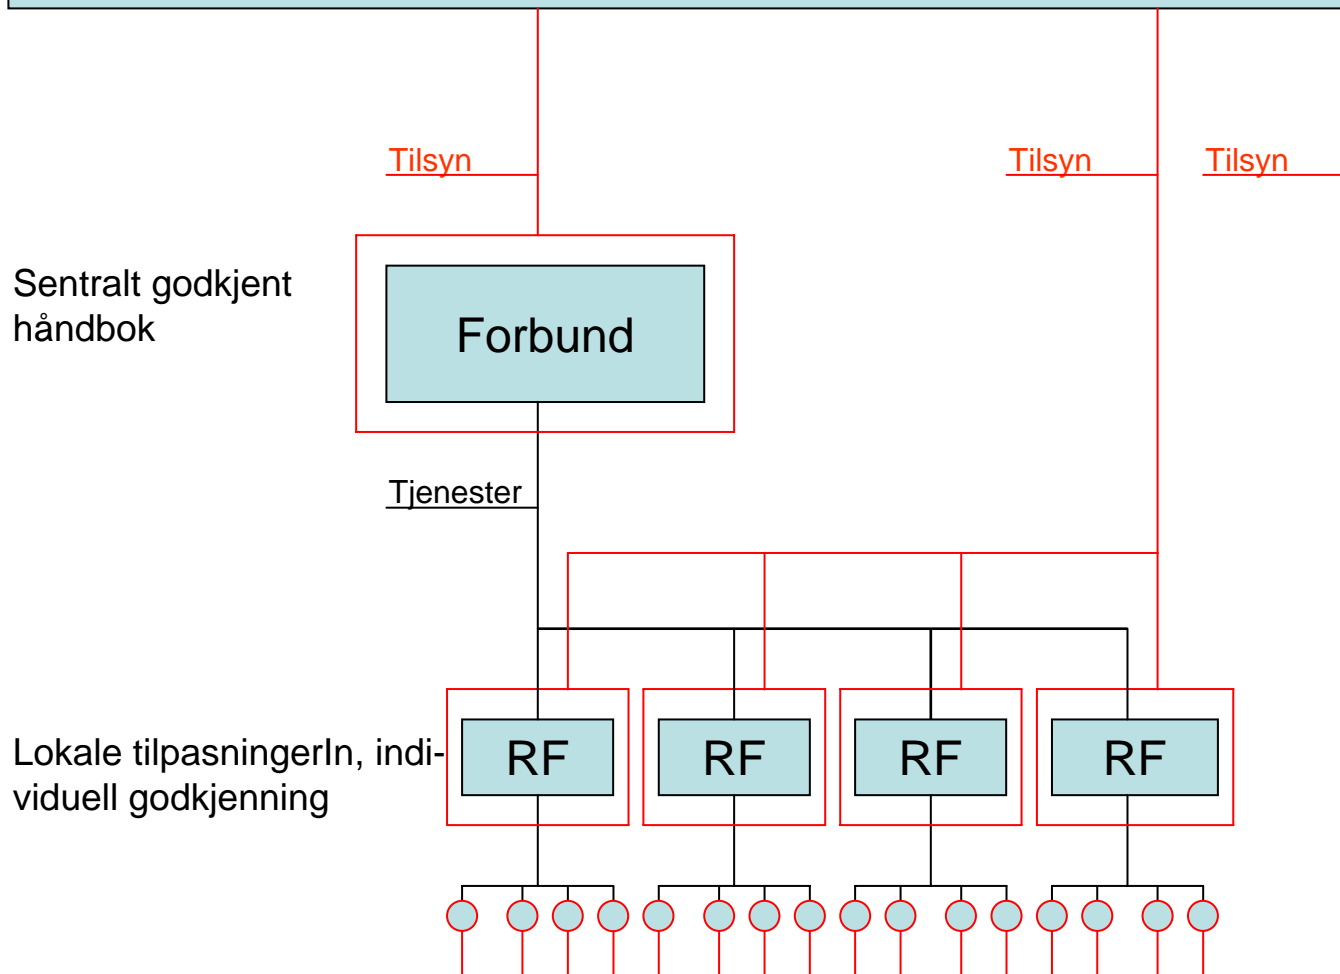 Tilsyn Tilsyn Tilsyn
Sentralt godkjent
håndbok
Forbund
Tjenester
Lokale tilpasningerIn, indi-
viduell godkjenning
RF RF RF RF